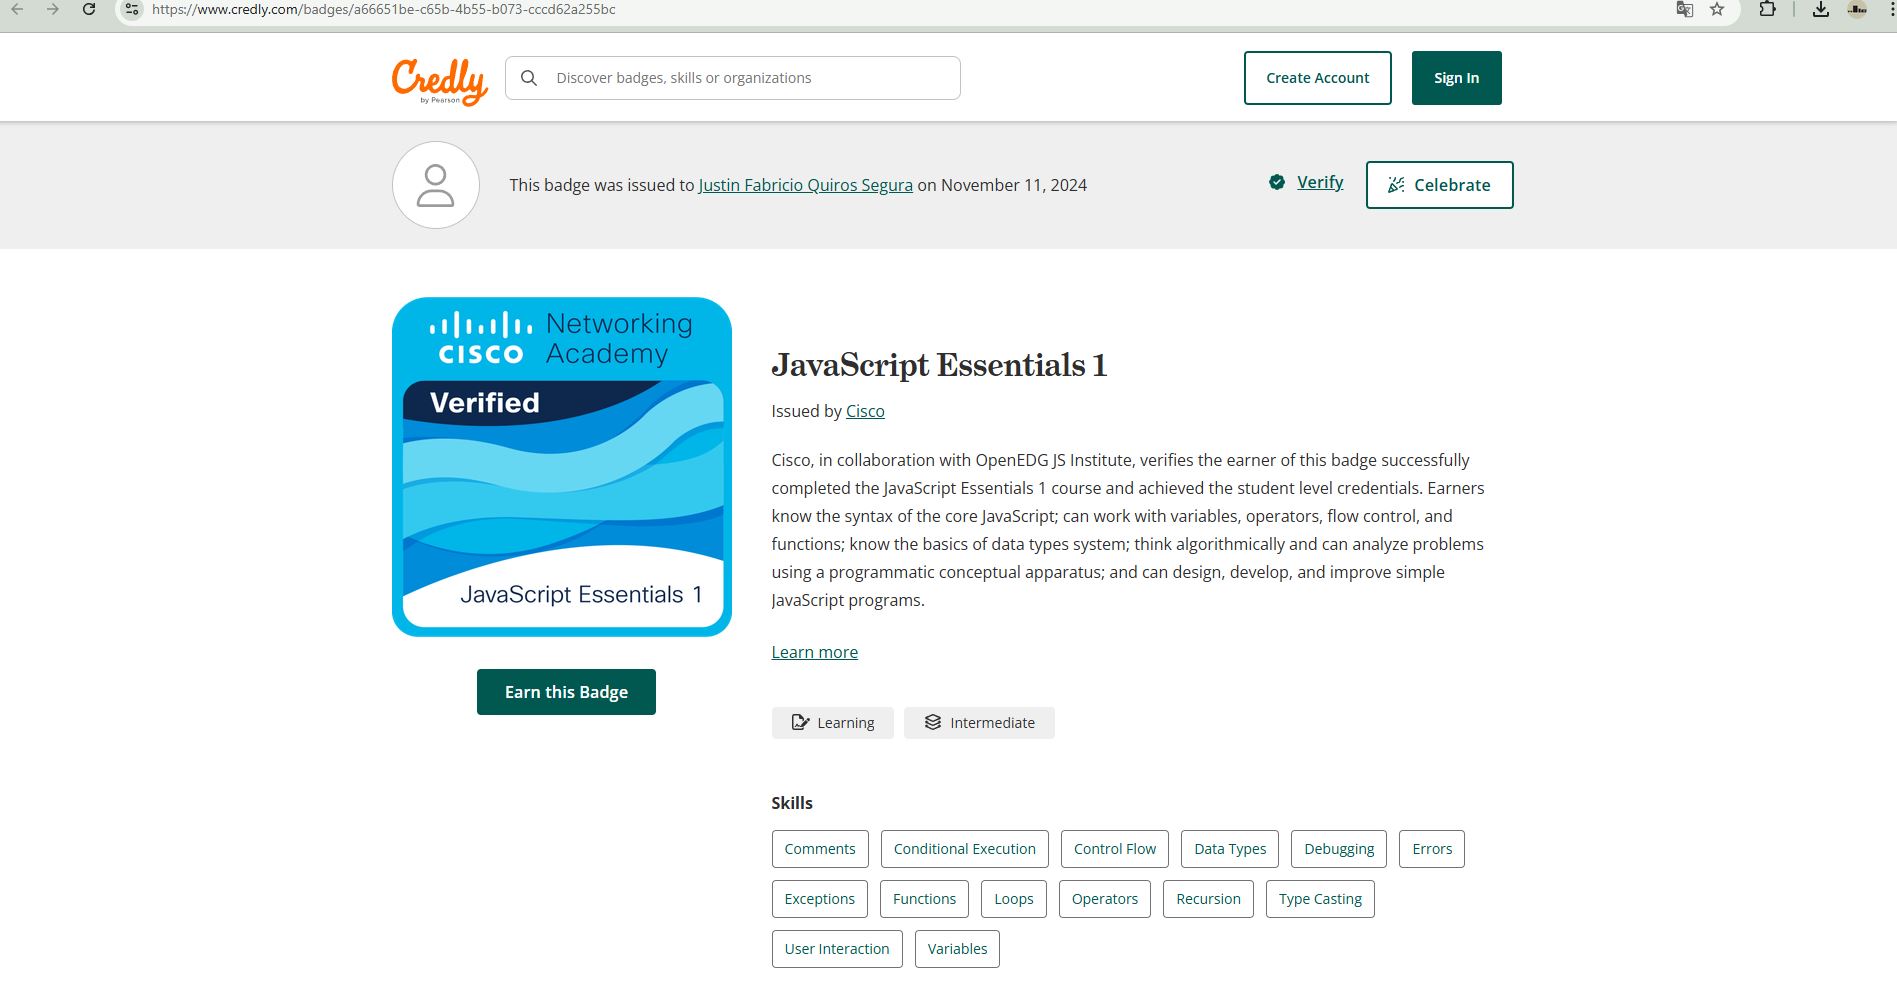 https://www.credly.com/badges/a66651be-c65b-4b55-b073-cccd62a255bc
Credly
by Pearson
Discover badges, skills or organizations
Create Account
Sign In
This badge was issued to Justin Fabricio Quiros Segura on November 11, 2024
Verify
Celebrate
CISCO
Networking
Academy
Verified
JavaScript Essentials 1
Earn this Badge
JavaScript Essentials 1
Issued by Cisco
Cisco, in collaboration with OpenEDG JS Institute, verifies the earner of this badge successfully
completed the JavaScript Essentials 1 course and achieved the student level credentials. Earners
know the syntax of the core JavaScript; can work with variables, operators, flow control, and
functions; know the basics of data types system; think algorithmically and can analyze problems
using a programmatic conceptual apparatus; and can design, develop, and improve simple
JavaScript programs.
Learn more
Learning
Intermediate
Skills
Comments
Conditional Execution
Control Flow
Data Types
Debugging
Errors
Exceptions
Functions
Loops
Operators
Recursion
Type Casting
User Interaction
Variables